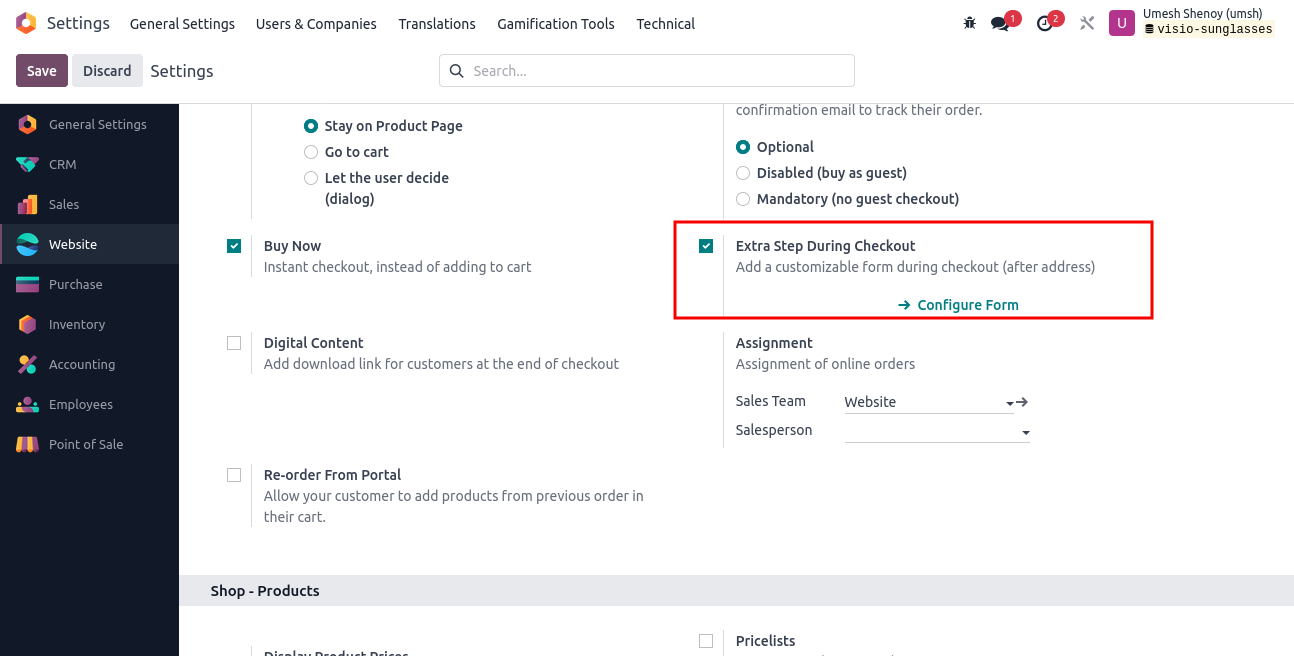 Settings General Settings Users & Companies Translations Gamification Tools Technical 1 2 U Umesh Shenoy (umsh)
visio-sunglasses
Save Discard Settings Search...
General Settings
CRM
Sales
Website
Purchase
Inventory
Accounting
Employees
Point of Sale
Stay on Product Page
Go to cart
Let the user decide
(dialog)
confirmation email to track their order.
Optional
Disabled (buy as guest)
Mandatory (no guest checkout)
Buy Now
Instant checkout, instead of adding to cart
Extra Step During Checkout
Add a customizable form during checkout (after address)
Configure Form
Digital Content
Add download link for customers at the end of checkout
Assignment
Assignment of online orders
Sales Team Website
Salesperson
Re-order From Portal
Allow your customer to add products from previous order in
their cart.
Shop - Products
Display Product Prices
Pricelists